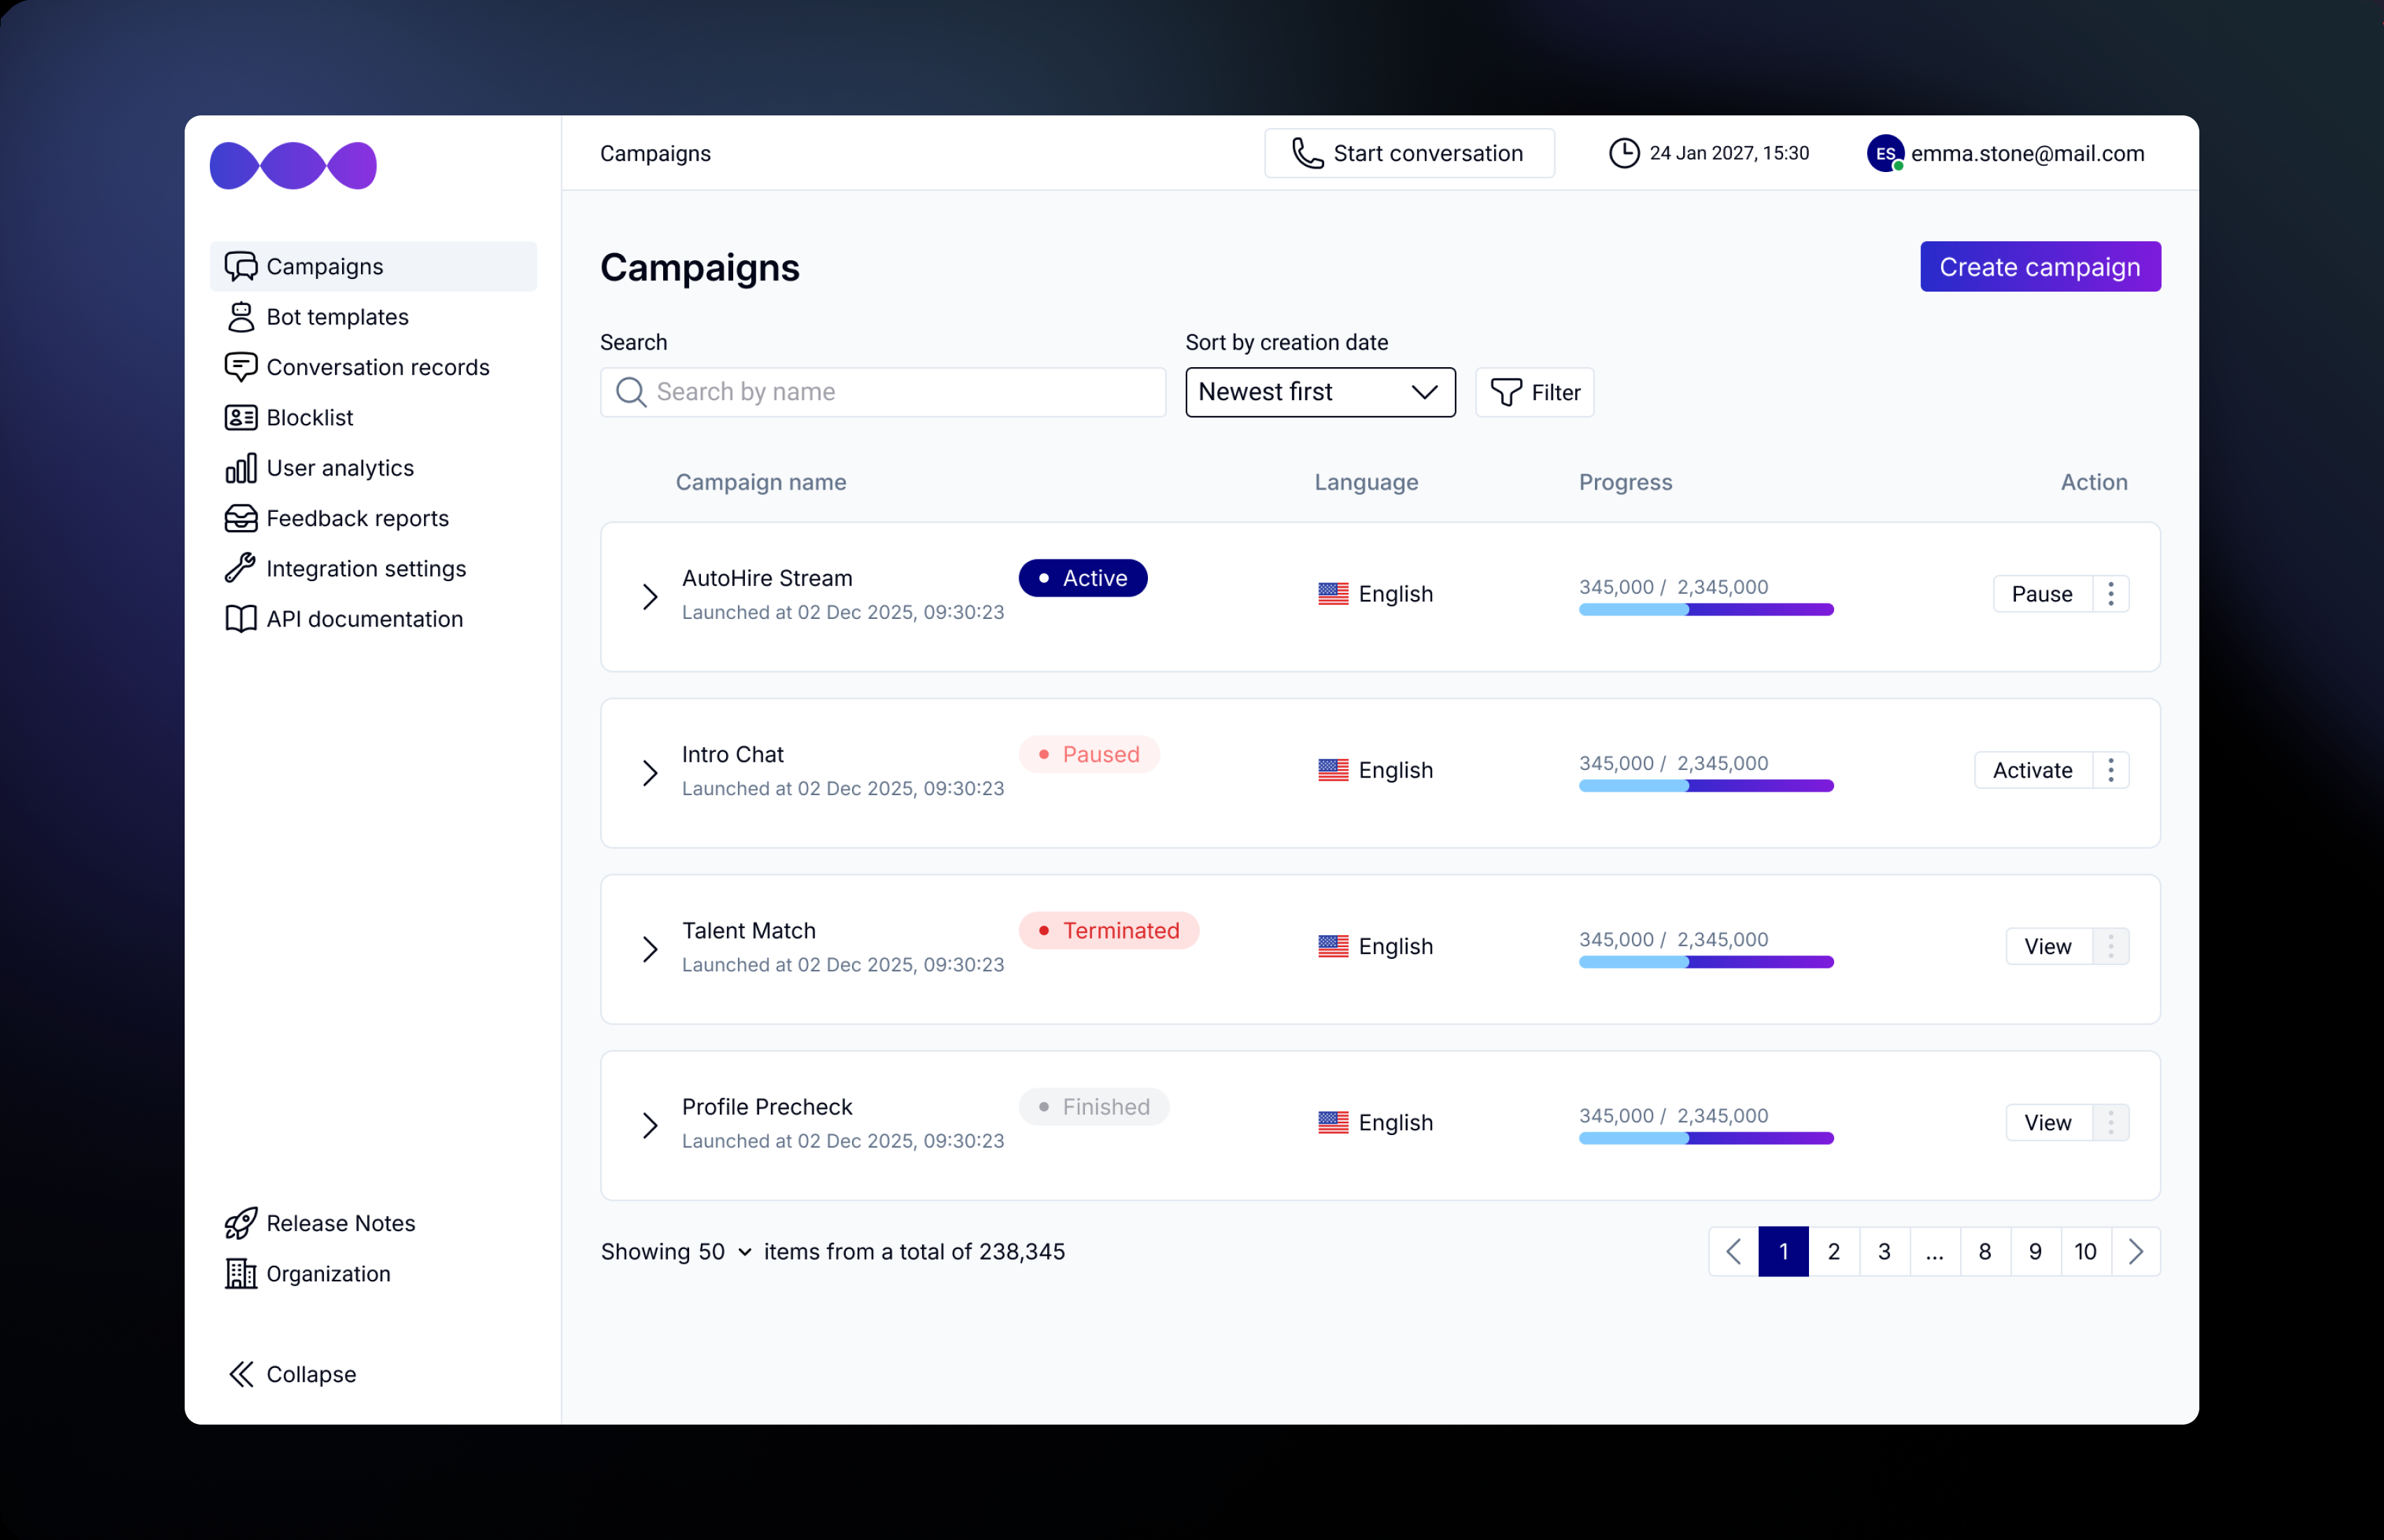 Campaigns
Start conversation
24 Jan 2027, 15:30
ES
emma.stone@mail.com
Campaigns
Bot templates
Conversation records
Blocklist
User analytics
Feedback reports
Integration settings
API documentation
Release Notes
Organization
Collapse
Campaigns
Create campaign
Search
Search by name
Sort by creation date
Newest first
Filter
Campaign name Language Progress Action
AutoHire Stream
Launched at 02 Dec 2025, 09:30:23
Active
English
345,000 / 2,345,000
Pause
Intro Chat
Launched at 02 Dec 2025, 09:30:23
Paused
English
345,000 / 2,345,000
Activate
Talent Match
Launched at 02 Dec 2025, 09:30:23
Terminated
English
345,000 / 2,345,000
View
Profile Precheck
Launched at 02 Dec 2025, 09:30:23
Finished
English
345,000 / 2,345,000
View
Showing 50 items from a total of 238,345
1 2 3 ... 8 9 10